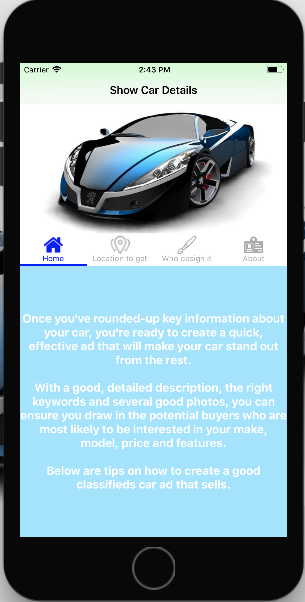 Carrier 2:43 PM
Show Car Details
Home Location to get Who design it About
Once you've rounded-up key information about
your car, you're ready to create a quick,
effective ad that will make your car stand out
from the rest.
With a good, detailed description, the right
keywords and several good photos, you can
ensure you draw in the potential buyers who are
most likely to be interested in your make,
model, price and features.
Below are tips on how to create a good
classifieds car ad that sells.